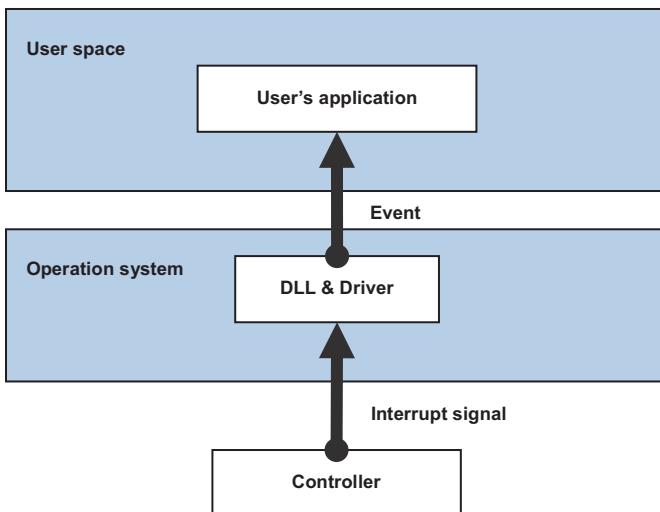 User space
User's application
Event
Operation system
DLL & Driver
Interrupt signal
Controller